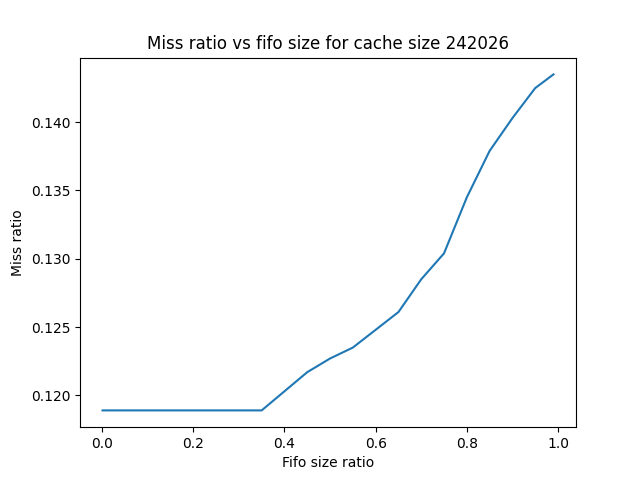 Miss ratio vs fifo size for cache size 242026
0.140
0.135
0.130
0.125
0.120
Miss ratio
0.0 0.2 0.4 0.6 0.8 1.0
Fifo size ratio